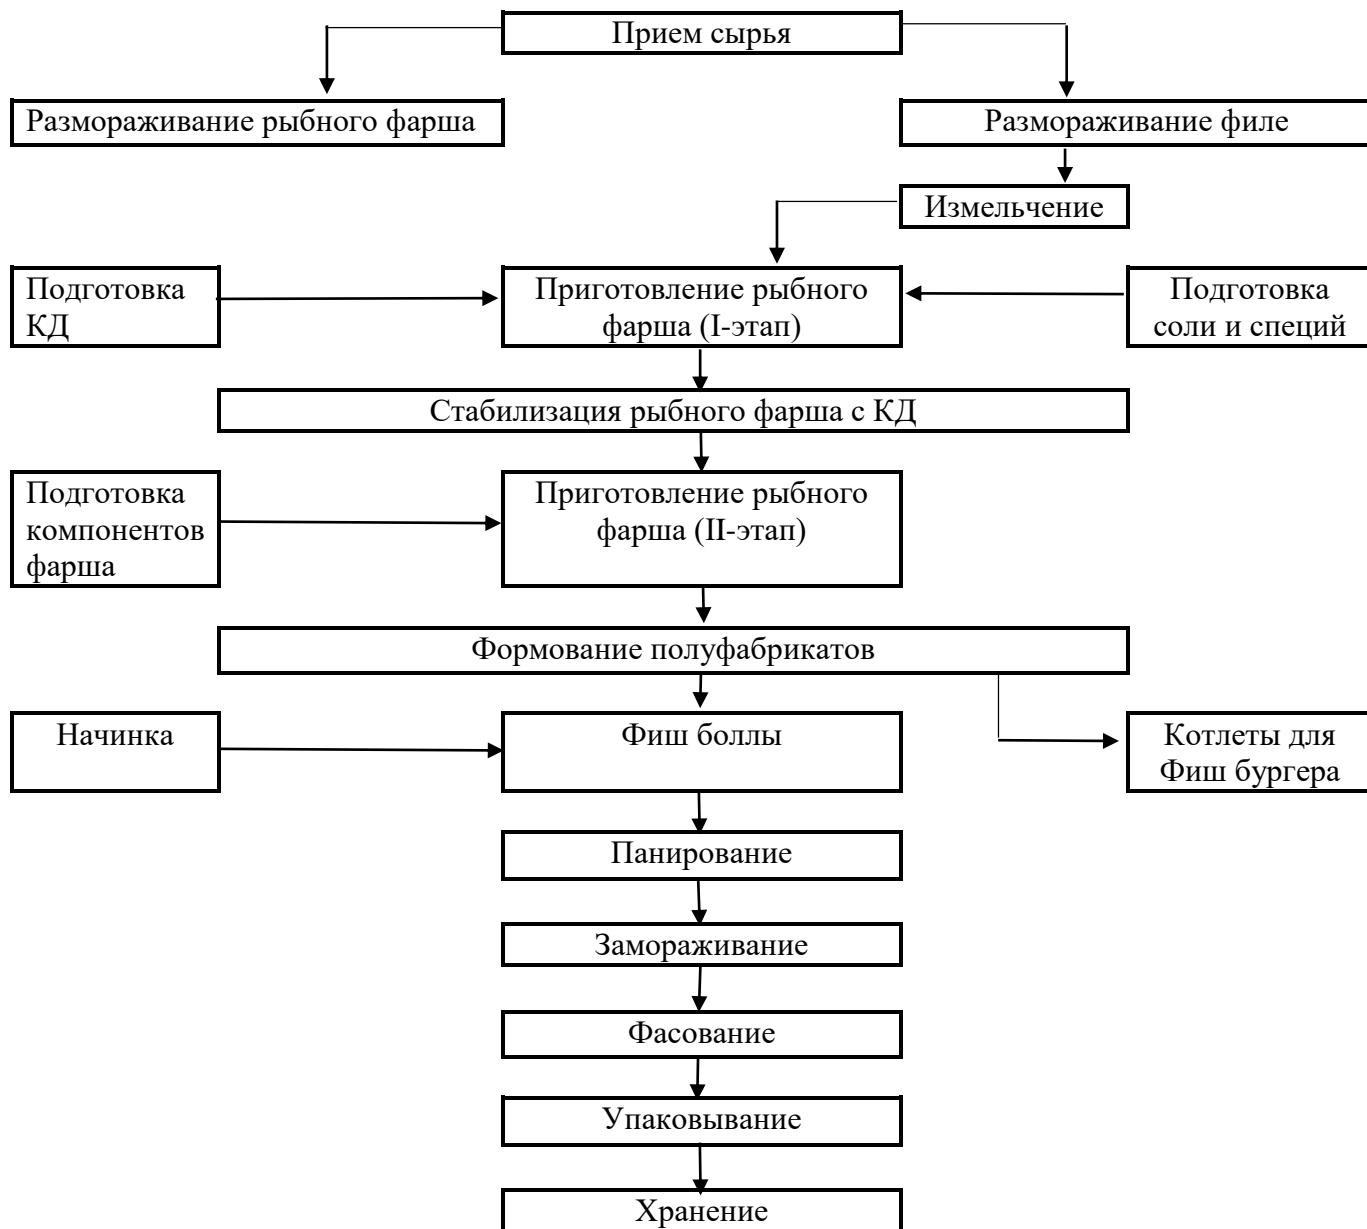 Прием сырья
Размораживание рыбного фарша
Размораживание филе
Измельчение
Подготовка
КД
Приготовление рыбного
фарша (I-этап)
Подготовка
соли и специй
Стабилизация рыбного фарша с КД
Подготовка
компонентов
фарша
Приготовление рыбного
фарша (II-этап)
Формование полуфабрикатов
Начинка
Фиш боллы
Котлеты для
Фиш бургера
Панирование
Замораживание
Фасование
Упаковывание
Хранение